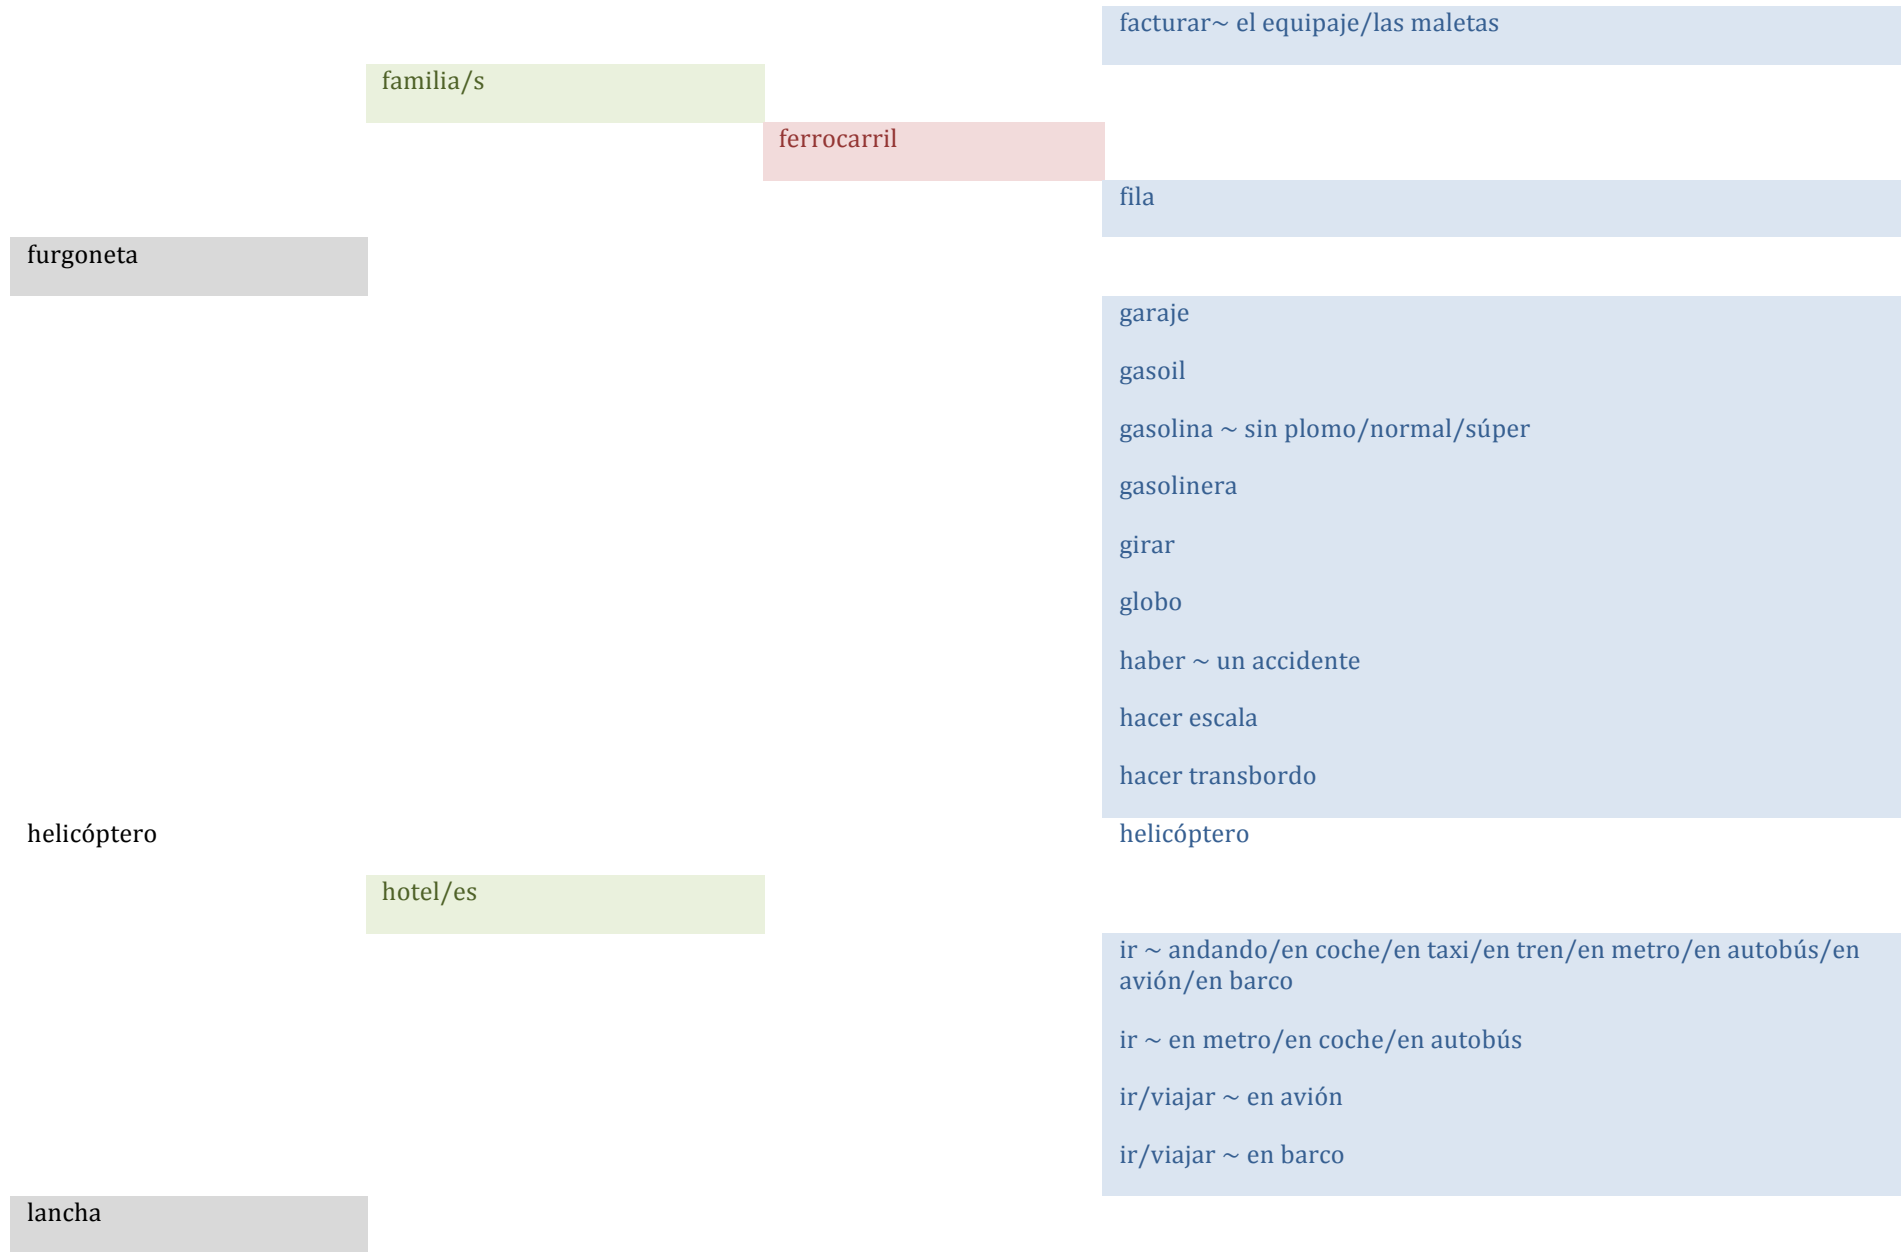 facturar~ el equipaje/las maletas
familia/s
ferrocarril
fila
furgoneta
garaje
gasoil
gasolina ~ sin plomo/normal/súper
gasolinera
girar
globo
haber ~ un accidente
hacer escala
hacer transbordo
helicóptero helicóptero
hotel/es
ir ~ andando/en coche/en taxi/en tren/en metro/en autobús/en
avión/en barco
ir ~ en metro/en coche/en autobús
ir/viajar ~ en avión
ir/viajar ~ en barco
lancha